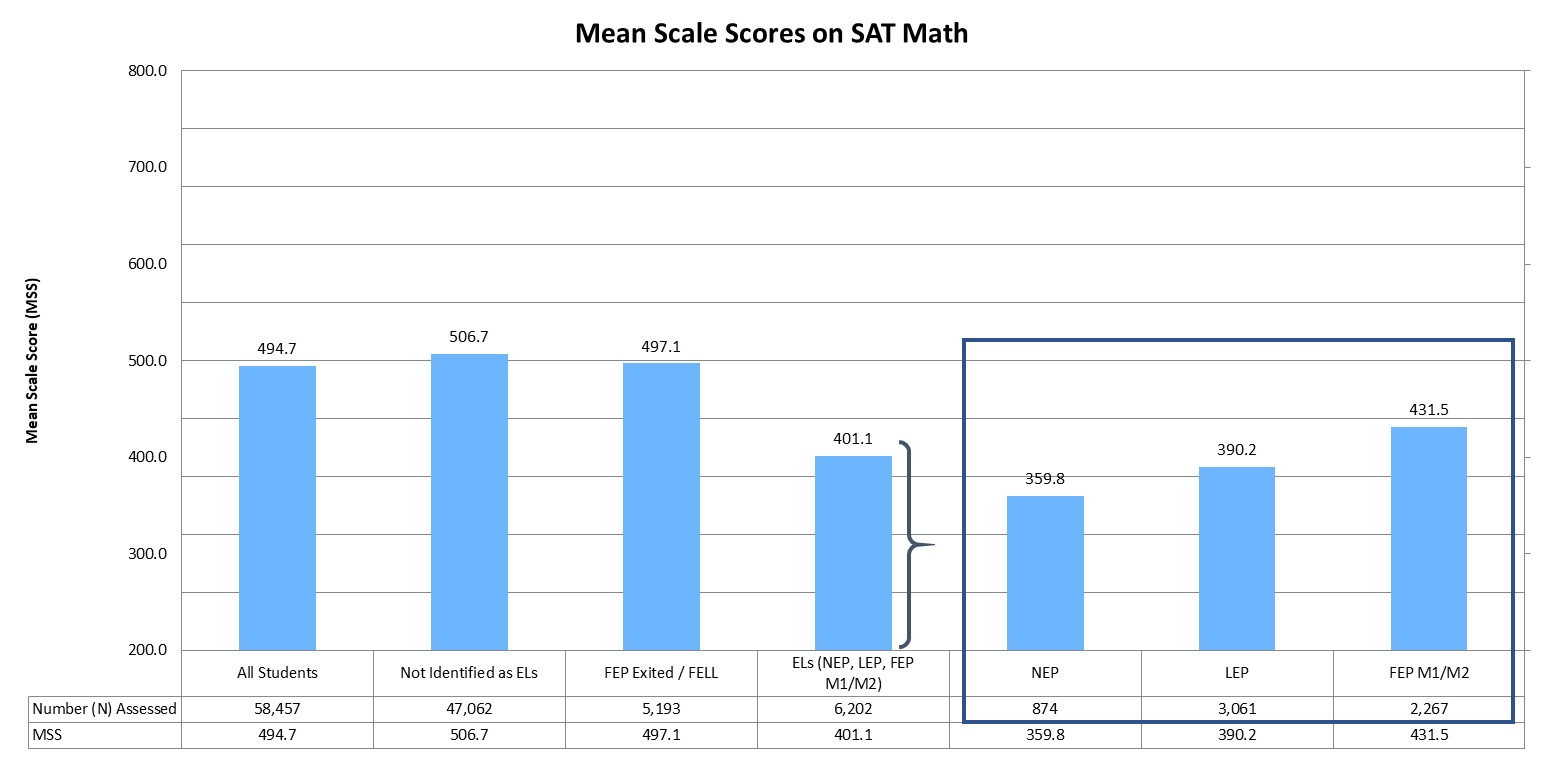 Mean Scale Scores on SAT Math
Mean Scale Score (MSS)
800.0
700.0
600.0
500.0
400.0
300.0
200.0
494.7
506.7
497.1
401.1
359.8
390.2
431.5
All Students
Not Identified as ELs
FEP Exited / FELL
ELs (NEP, LEP, FEP
M1/M2)
NEP
LEP
FEP M1/M2
Number (N) Assessed 58,457 47,062 5,193 6,202 874 3,061 2,267
MSS 494.7 506.7 497.1 401.1 359.8 390.2 431.5